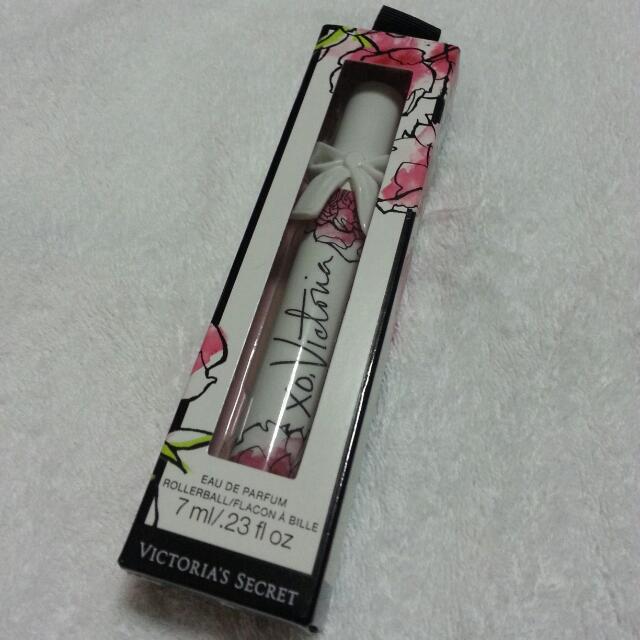 xo, Victoria
EAU DE PARFUM
ROLLERBALL/FLACON À BILLE
7 ml/.23 fl oz
VICTORIA'S SECRET